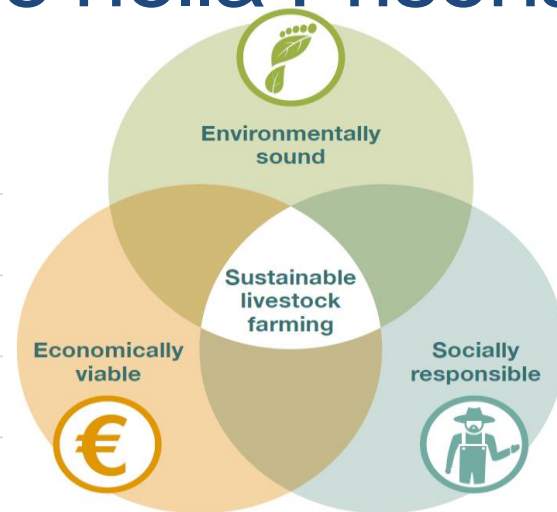 Environmentally
sound
Sustainable
livestock
farming
Economically
viable
Socially
responsible
€